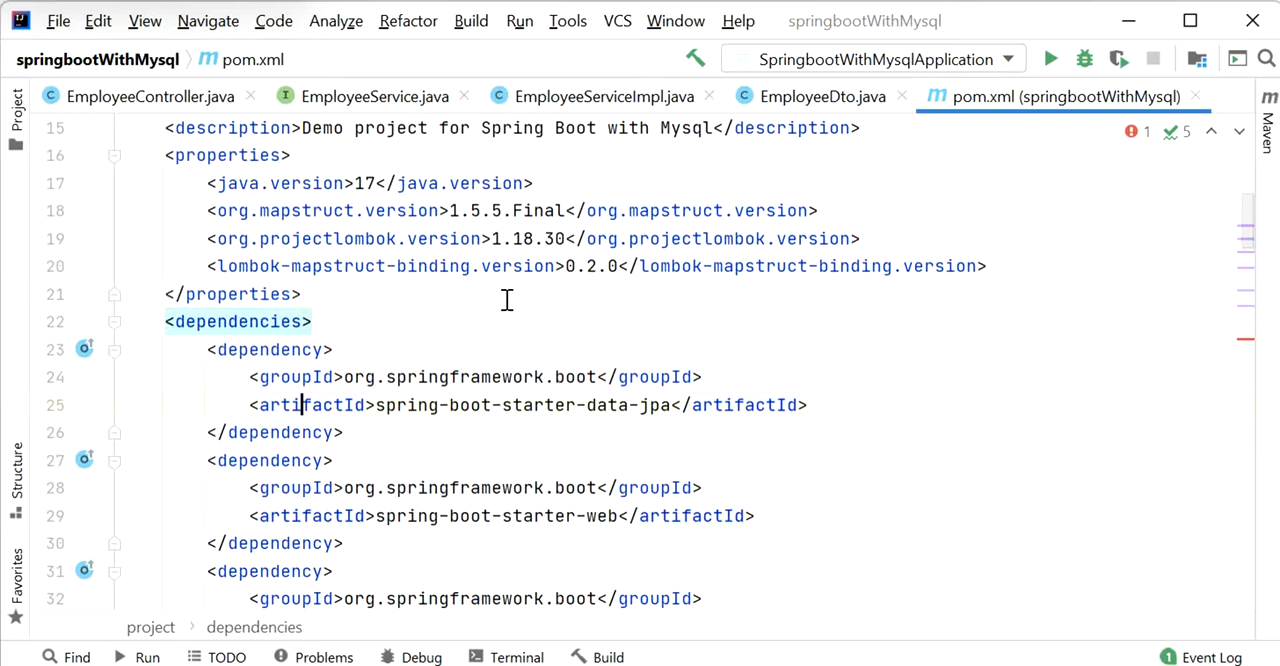 File Edit View Navigate Code Analyze Refactor Build Run Tools VCS Window Help springbootWithMysql
springbootWithMysql m pom.xml SpringbootWithMysqlApplication
C EmployeeController.java I EmployeeService.java C EmployeeServiceImpl.java C EmployeeDto.java m pom.xml (springbootWithMysql) m
Project
Maven
Structure
Favorites
1 5
15 <description>Demo project for Spring Boot with Mysql</description>
16 <properties>
17 <java.version>17</java.version>
18 <org.mapstruct.version>1.5.5.Final</org.mapstruct.version>
19 <org.projectlombok.version>1.18.30</org.projectlombok.version>
20 <lombok-mapstruct-binding.version>0.2.0</lombok-mapstruct-binding.version>
21 </properties>
22 <dependencies>
23 <dependency>
24 <groupId>org.springframework.boot</groupId>
25 <artifactId>spring-boot-starter-data-jpa</artifactId>
26 </dependency>
27 <dependency>
28 <groupId>org.springframework.boot</groupId>
29 <artifactId>spring-boot-starter-web</artifactId>
30 </dependency>
31 <dependency>
32 <groupId>org.springframework.boot</groupId>
project dependencies
Find Run TODO Problems Debug Terminal Build 1 Event Log